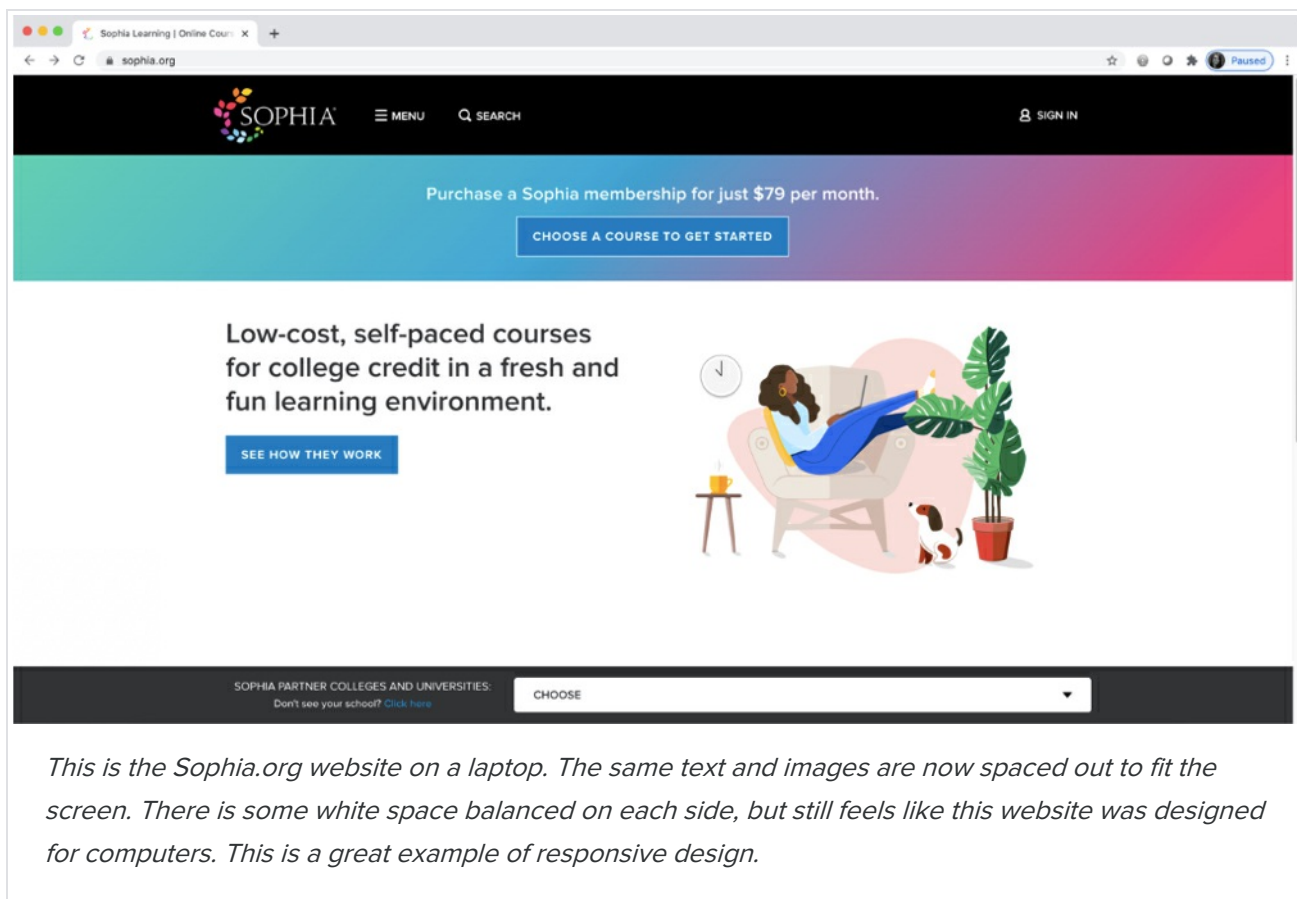 Sophia Learning | Online Cour
sophia.org
Paused
SOPHIA
MENU
SEARCH
SIGN IN
Purchase a Sophia membership for just $79 per month.
CHOOSE A COURSE TO GET STARTED
Low-cost, self-paced courses
for college credit in a fresh and
fun learning environment.
SEE HOW THEY WORK
SOPHIA PARTNER COLLEGES AND UNIVERSITIES:
Don't see your school? Click here
CHOOSE
This is the Sophia.org website on a laptop. The same text and images are now spaced out to fit the
screen. There is some white space balanced on each side, but still feels like this website was designed
for computers. This is a great example of responsive design.